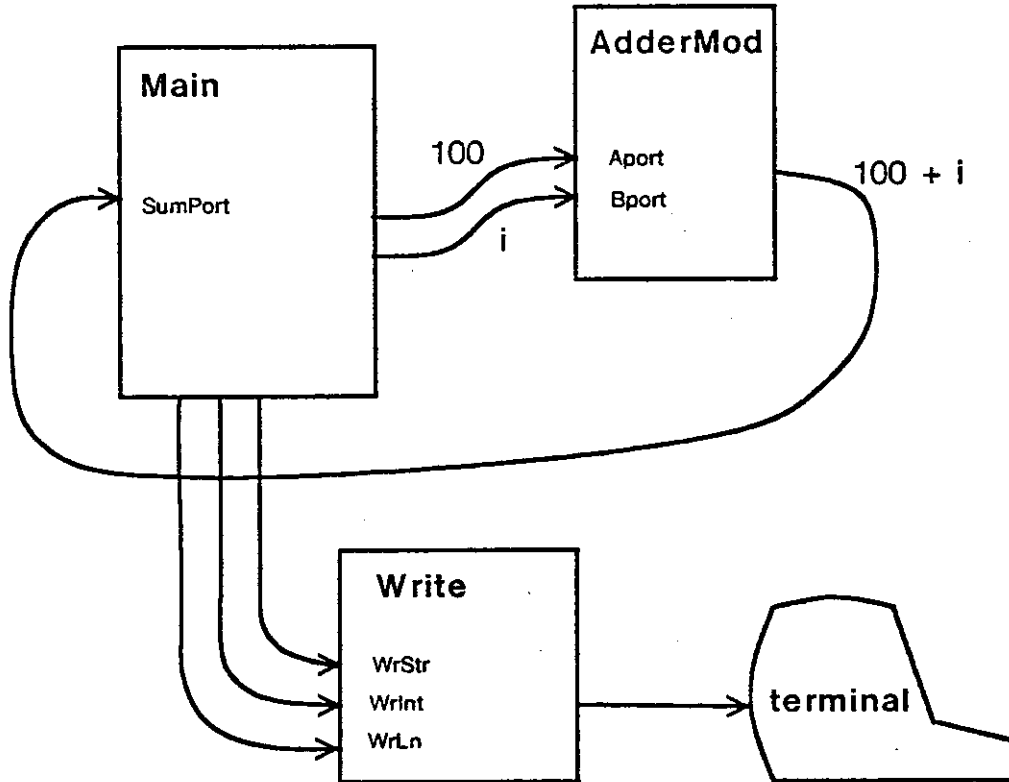 AdderMod
Main
100
Aport
100 + i
SumPort
Bport
i
Write
WrStr
WrInt
terminal
WrLn